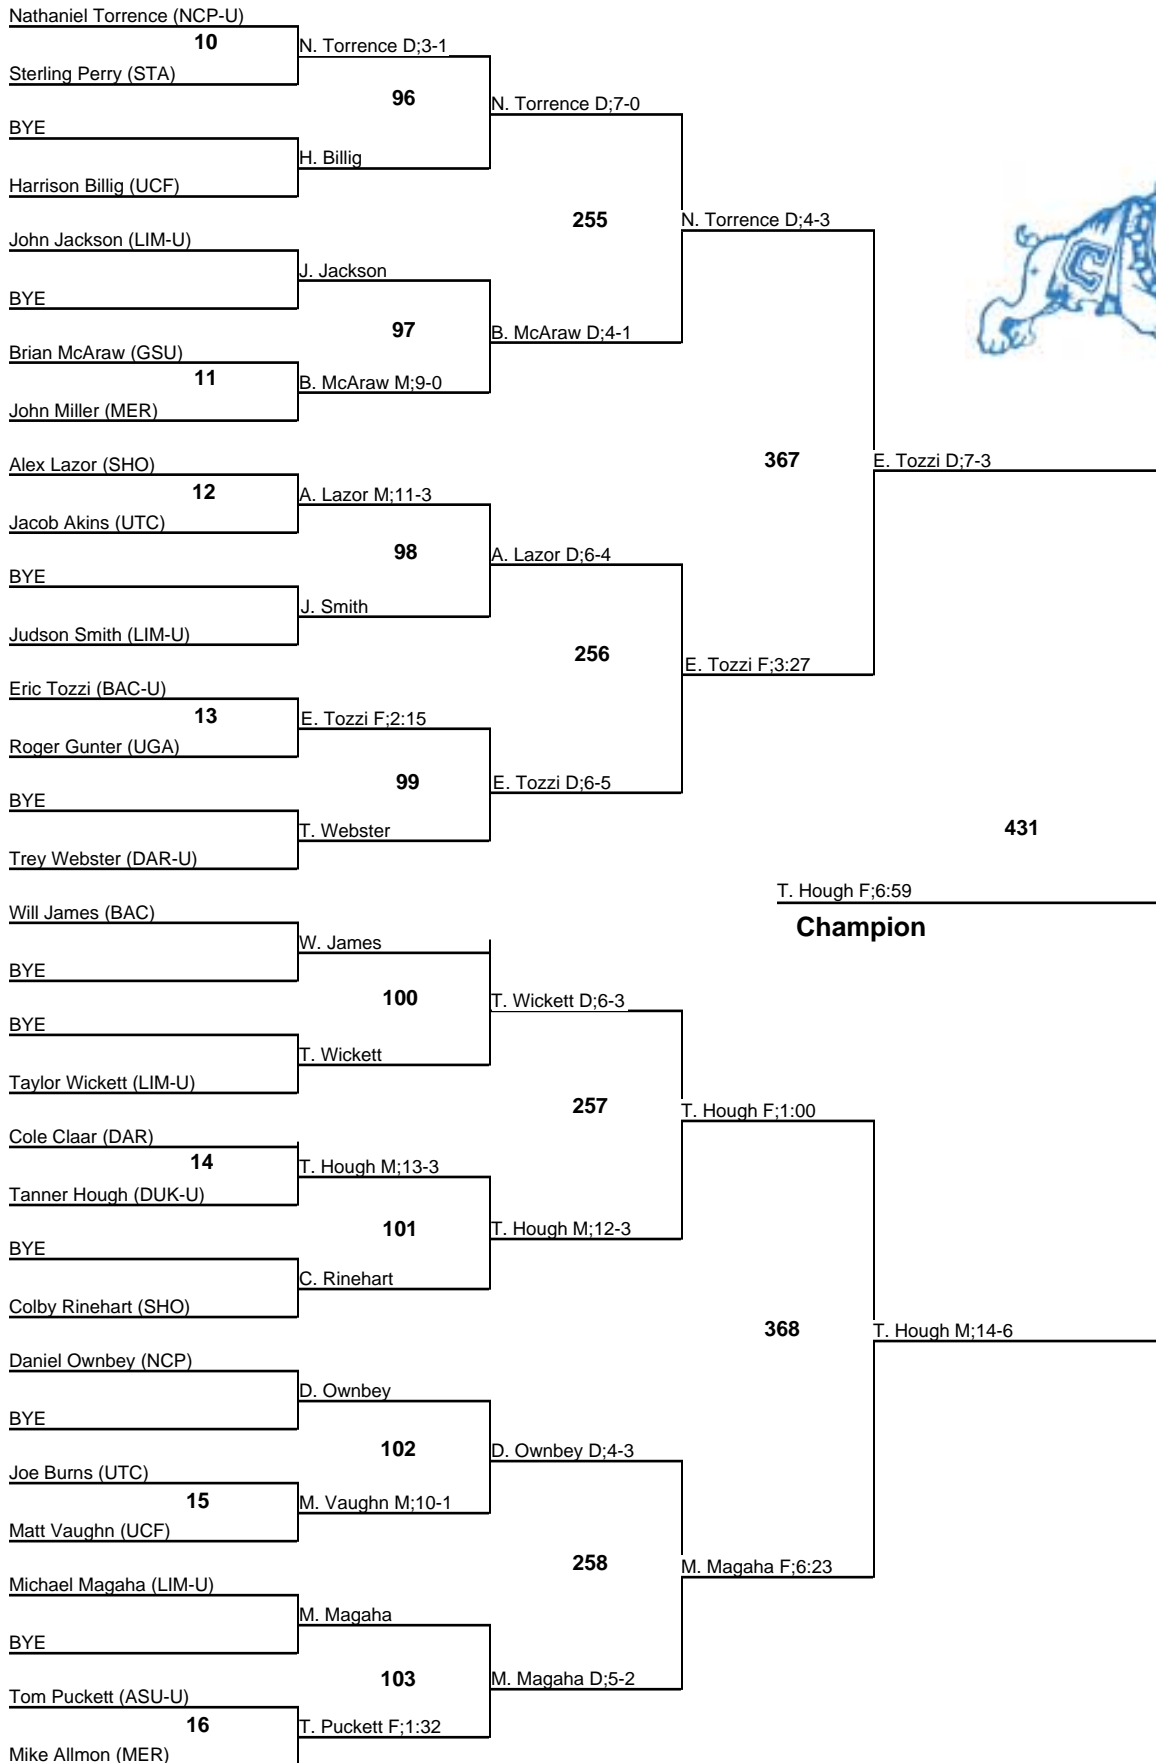 Nathaniel Torrence (NCP-U)
10
N. Torrence D;3-1
Sterling Perry (STA)
96
N. Torrence D;7-0
BYE
H. Billig
Harrison Billig (UCF)
255
N. Torrence D;4-3
John Jackson (LIM-U)
J. Jackson
BYE
97
B. McAraw D;4-1
Brian McAraw (GSU)
11
B. McAraw M;9-0
John Miller (MER)
C
367
E. Tozzi D;7-3
Alex Lazor (SHO)
12
A. Lazor M;11-3
Jacob Akins (UTC)
98
A. Lazor D;6-4
BYE
J. Smith
Judson Smith (LIM-U)
256
E. Tozzi F;3:27
Eric Tozzi (BAC-U)
13
E. Tozzi F;2:15
Roger Gunter (UGA)
99
E. Tozzi D;6-5
BYE
T. Webster
Trey Webster (DAR-U)
431
T. Hough F;6:59
Champion
Will James (BAC)
W. James
BYE
100
T. Wickett D;6-3
BYE
T. Wickett
Taylor Wickett (LIM-U)
257
T. Hough F;1:00
Cole Claar (DAR)
14
T. Hough M;13-3
Tanner Hough (DUK-U)
101
T. Hough M;12-3
BYE
C. Rinehart
Colby Rinehart (SHO)
368
T. Hough M;14-6
Daniel Ownbey (NCP)
D. Ownbey
BYE
102
D. Ownbey D;4-3
Joe Burns (UTC)
15
M. Vaughn M;10-1
Matt Vaughn (UCF)
258
M. Magaha F;6:23
Michael Magaha (LIM-U)
M. Magaha
BYE
103
M. Magaha D;5-2
Tom Puckett (ASU-U)
16
T. Puckett F;1:32
Mike Allmon (MER)